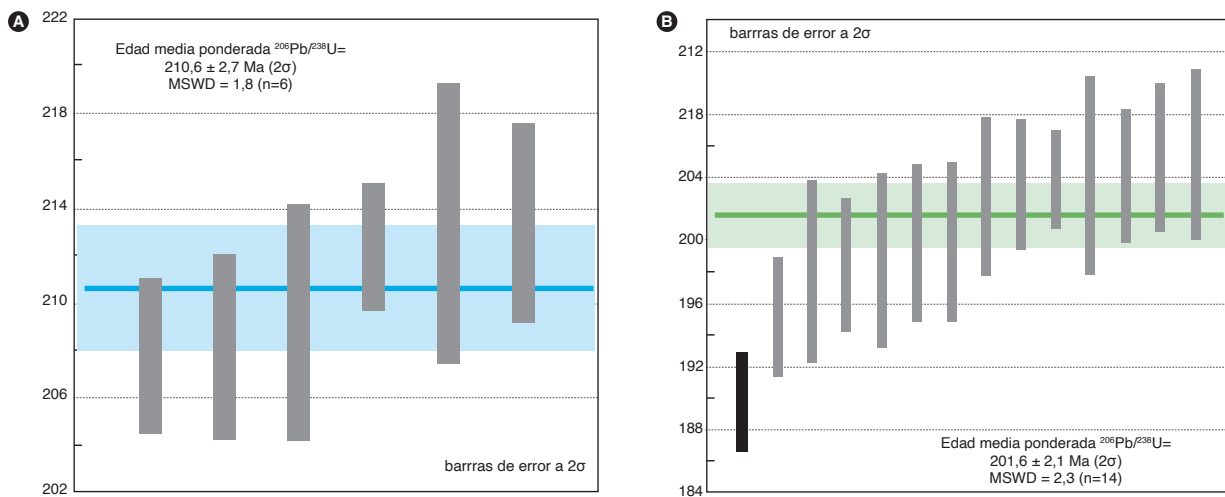 A
222
218
214
210
206
202
Edad media ponderada ²⁰⁶Pb/²³⁸U=
210,6 ± 2,7 Ma (2σ)
MSWD = 1,8 (n=6)
barrras de error a 2σ
B
barrras de error a 2σ
212
218
204
200
196
192
188
184
Edad media ponderada ²⁰⁶Pb/²³⁸U=
201,6 ± 2,1 Ma (2σ)
MSWD = 2,3 (n=14)